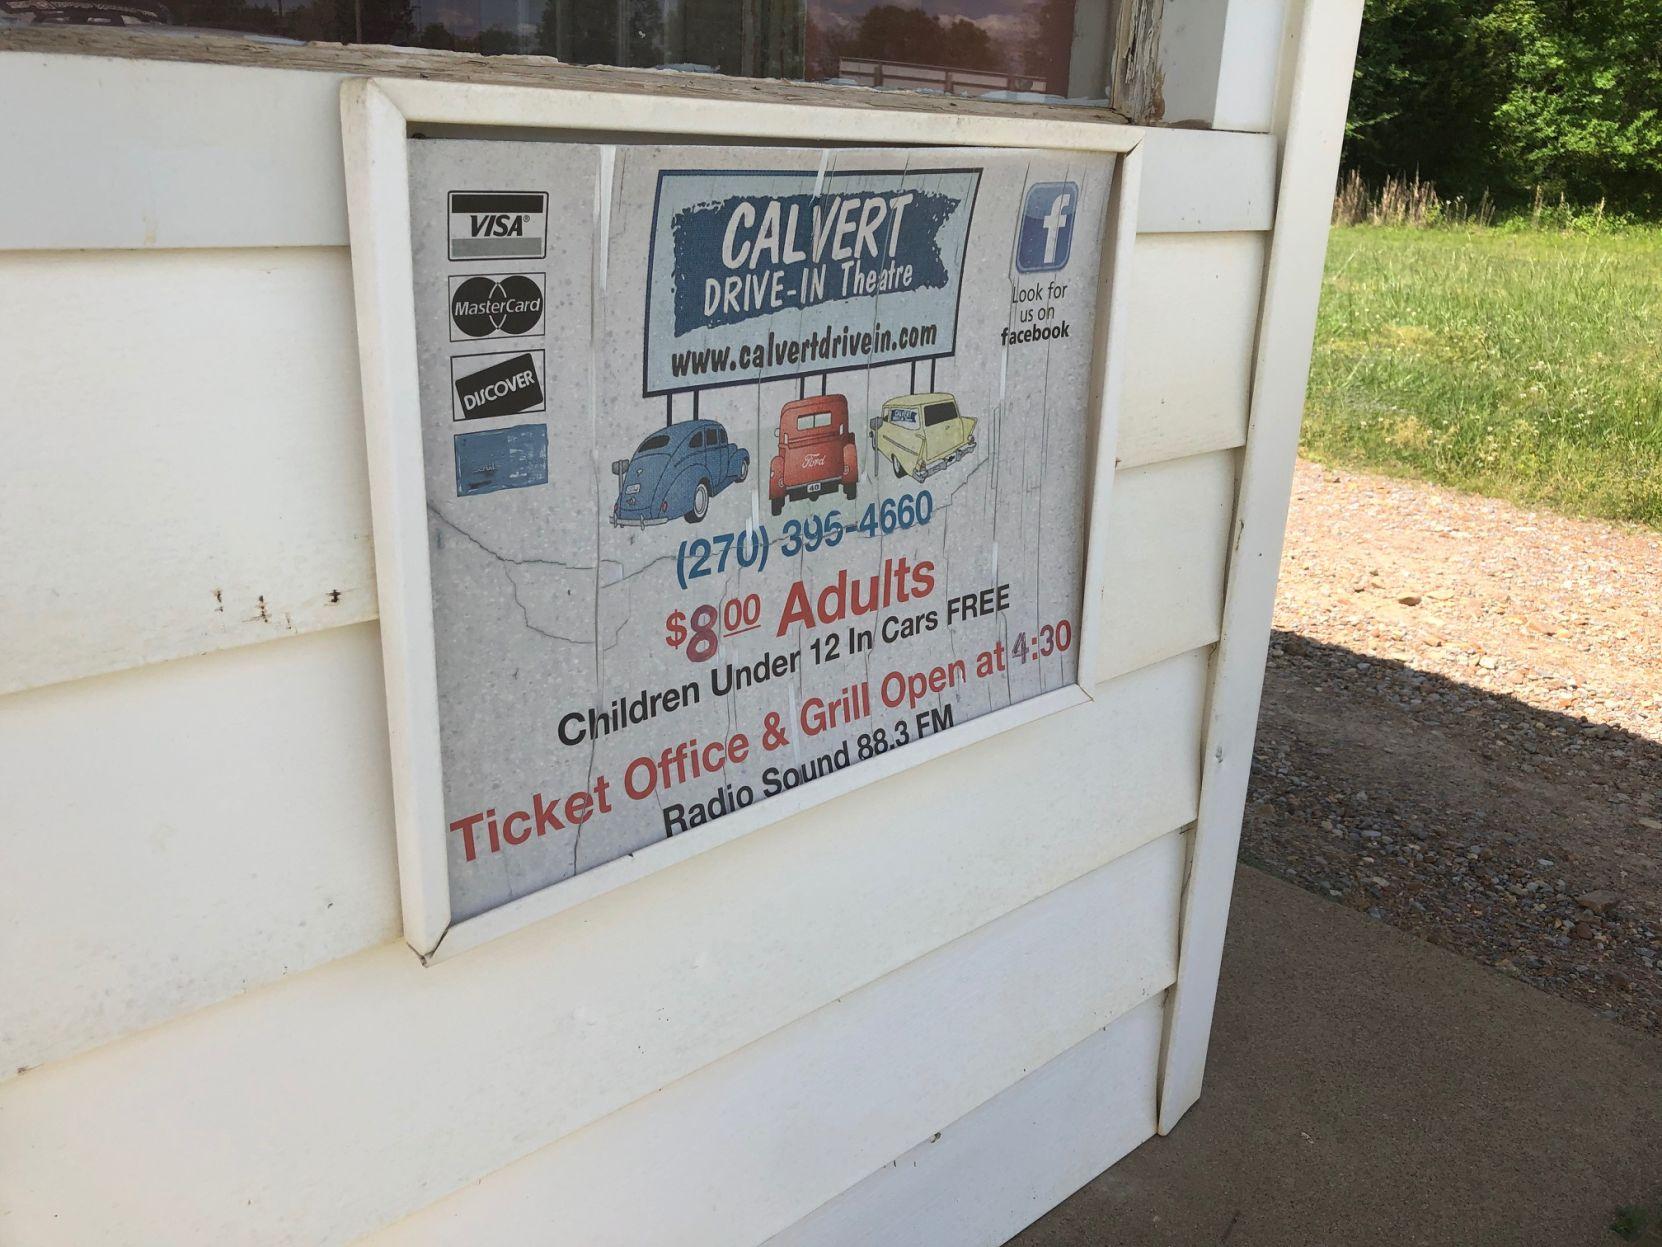 VISA®
MasterCard
DISCOVER
CALVERT
DRIVE-IN Theatre
www.calvertdrivein.com
f
Look for
us on
facebook
CALVERT
Ford
40
(270) 395-4660
$8.00 Adults
Children Under 12 In Cars FREE
Ticket Office & Grill Open at 4:30
Radio Sound 88.3 FM